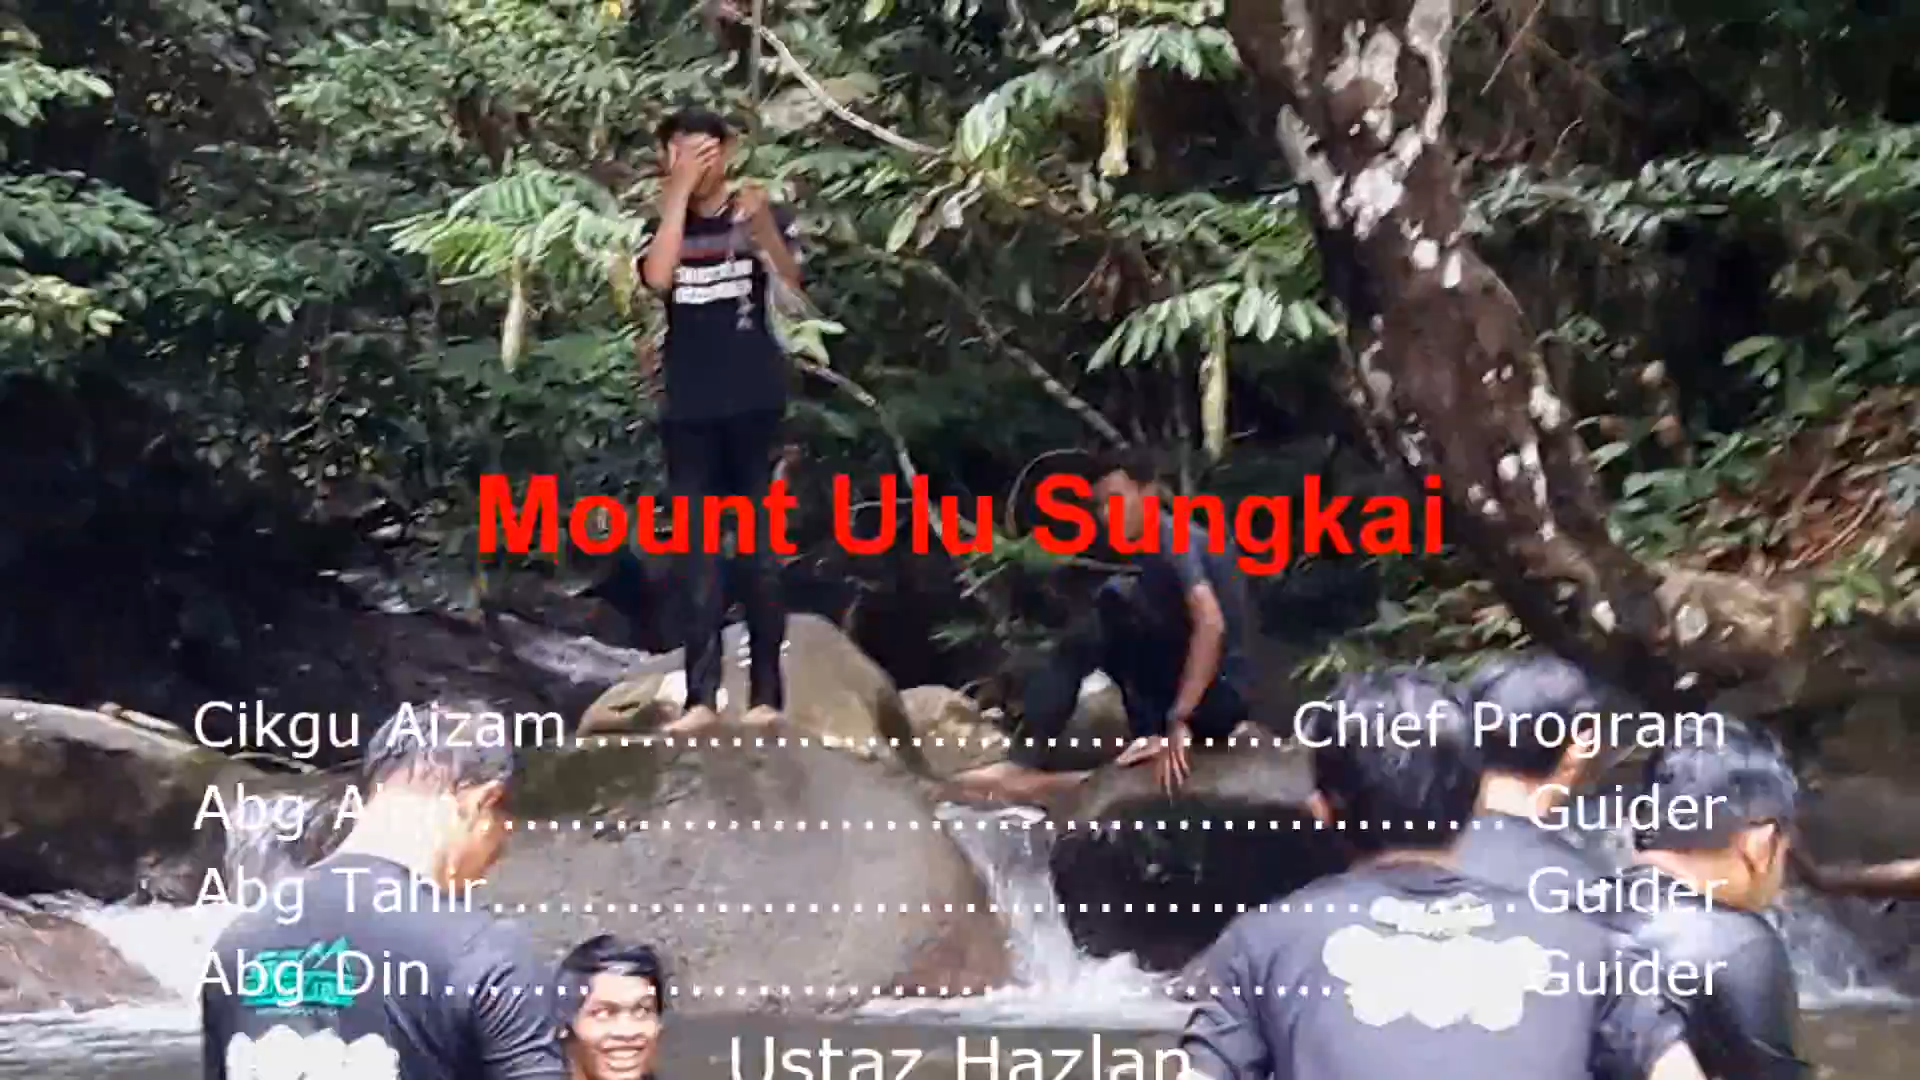 Mount Ulu Sungkai
Cikgu Aizam Chief Program
Abg Guider
Abg Tahir Guider
Abg Din Guider
Ustaz Hazlan